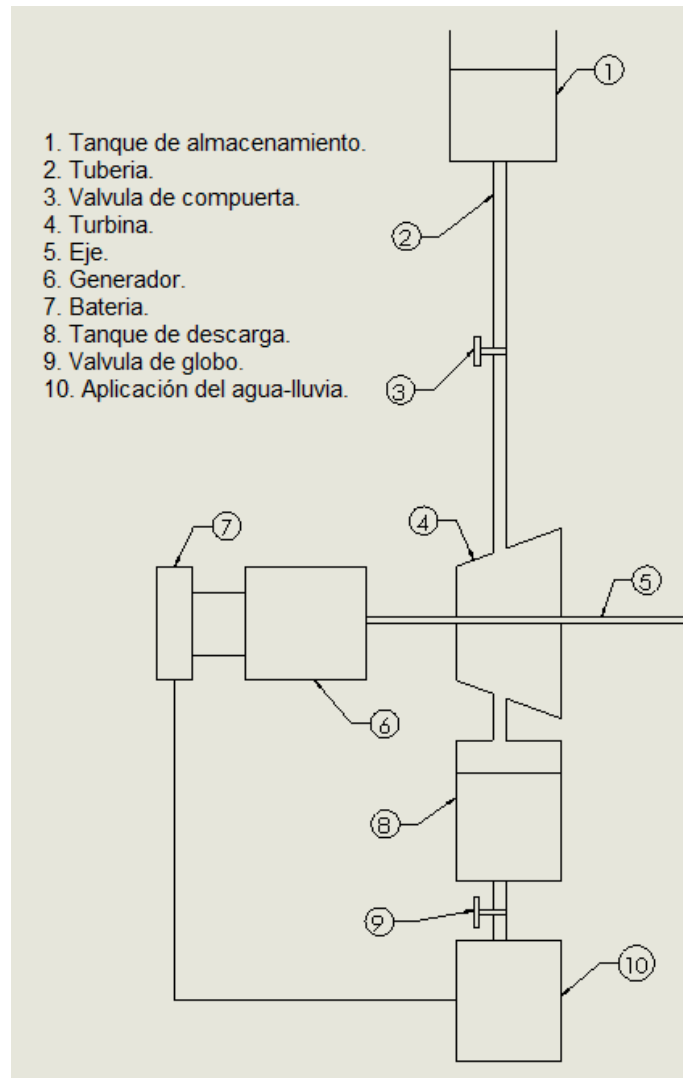 1. Tanque de almacenamiento.
2. Tuberia.
3. Valvula de compuerta.
4. Turbina.
5. Eje.
6. Generador.
7. Bateria.
8. Tanque de descarga.
9. Valvula de globo.
10. Aplicación del agua-lluvia.
1
2
3
4
7
5
6
8
9
10